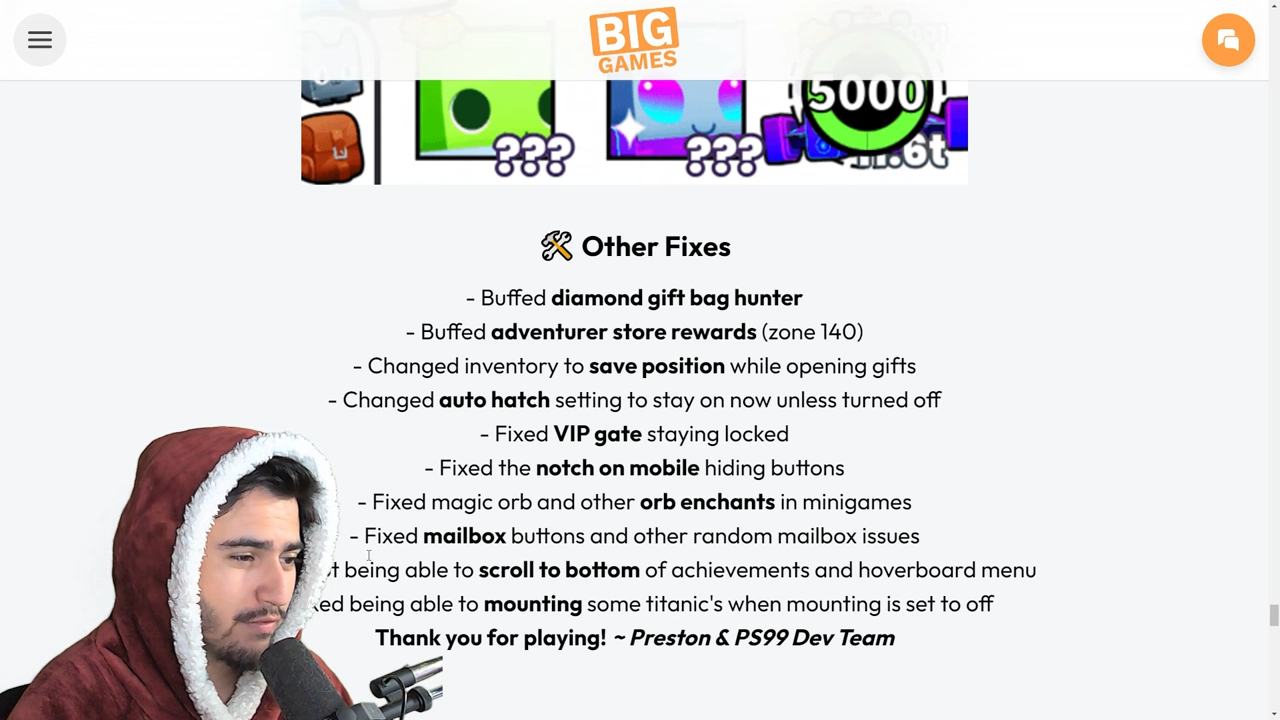 BIG
GAMES
5000
???
???
🛠 Other Fixes
- Buffed diamond gift bag hunter
- Buffed adventurer store rewards (zone 140)
- Changed inventory to save position while opening gifts
- Changed auto hatch setting to stay on now unless turned off
- Fixed VIP gate staying locked
- Fixed the notch on mobile hiding buttons
- Fixed magic orb and other orb enchants in minigames
- Fixed mailbox buttons and other random mailbox issues
being able to scroll to bottom of achievements and hoverboard menu
being able to mounting some titanic's when mounting is set to off
Thank you for playing! ~ Preston & PS99 Dev Team